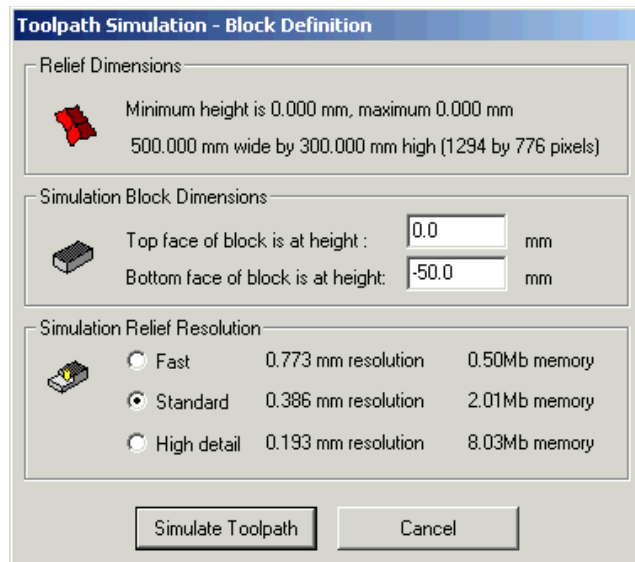 Toolpath Simulation - Block Definition
Relief Dimensions
Minimum height is 0.000 mm, maximum 0.000 mm
500.000 mm wide by 300.000 mm high (1294 by 776 pixels)
Simulation Block Dimensions
Top face of block is at height : 0.0 mm
Bottom face of block is at height: -50.0 mm
Simulation Relief Resolution
Fast 0.773 mm resolution 0.50Mb memory
Standard 0.386 mm resolution 2.01Mb memory
High detail 0.193 mm resolution 8.03Mb memory
Simulate Toolpath Cancel